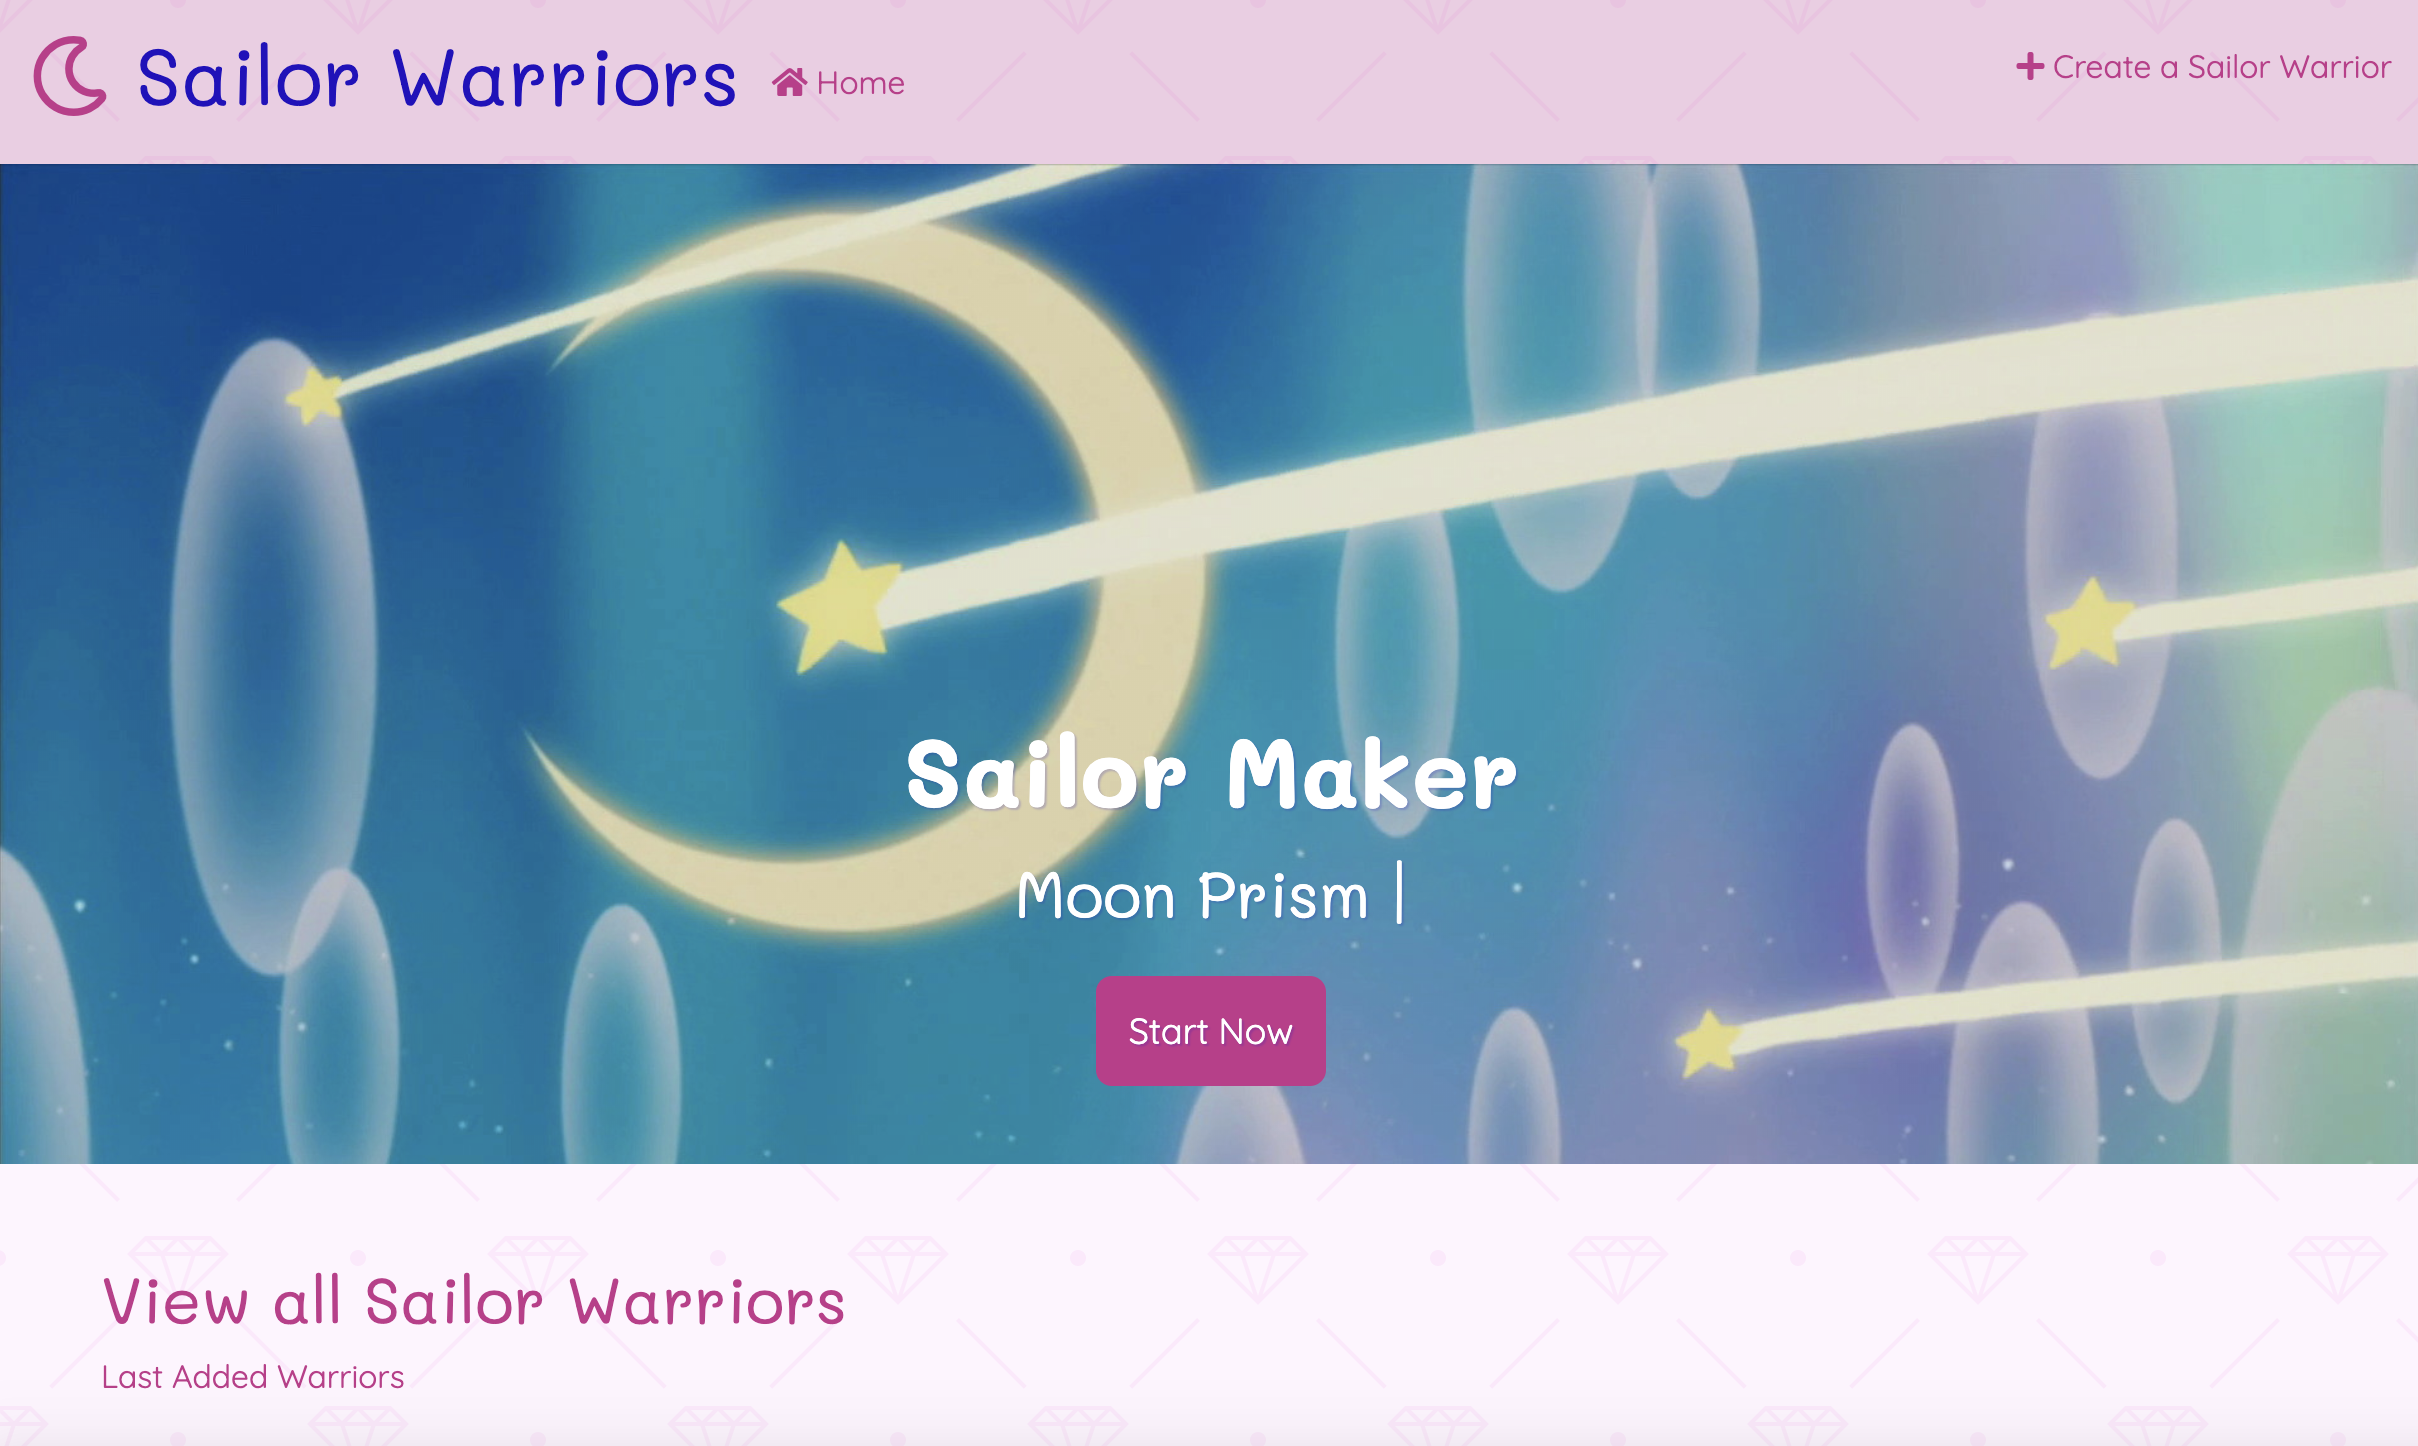 Sailor Warriors
Home
Create a Sailor Warrior
Sailor Maker
Moon Prism |
Start Now
View all Sailor Warriors
Last Added Warriors